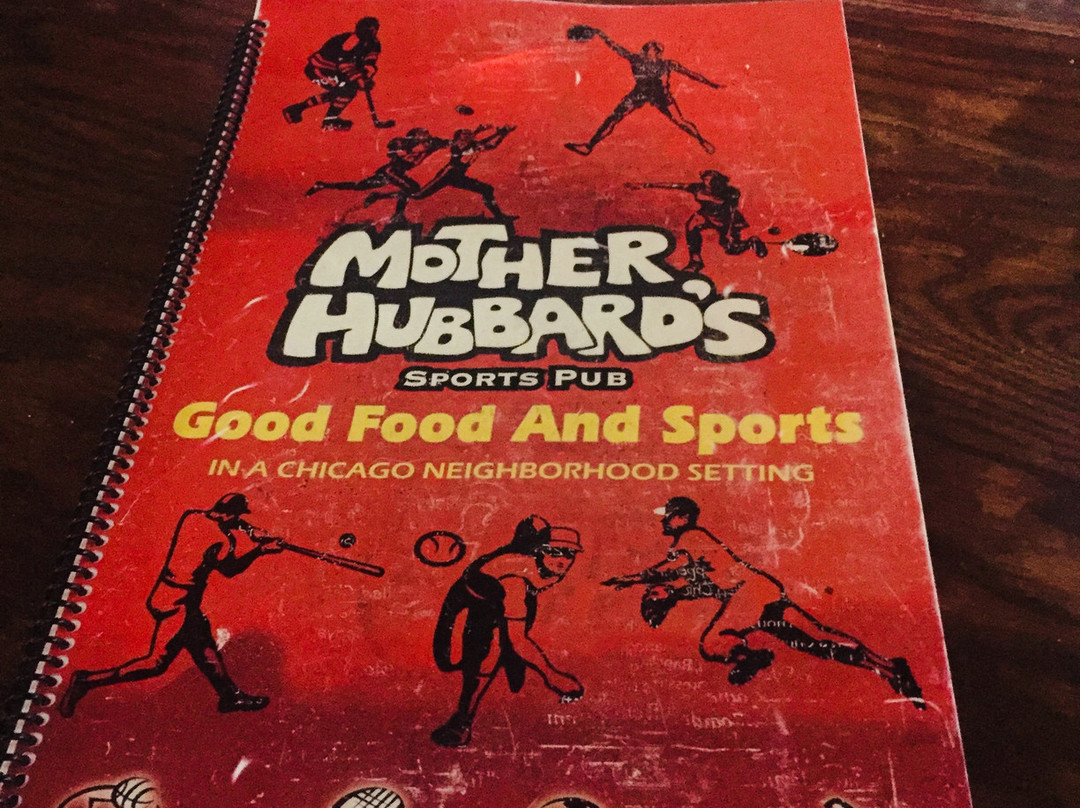 MOTHER
HUBBARD'S
SPORTS PUB
Good Food And Sports
IN A CHICAGO NEIGHBORHOOD SETTING